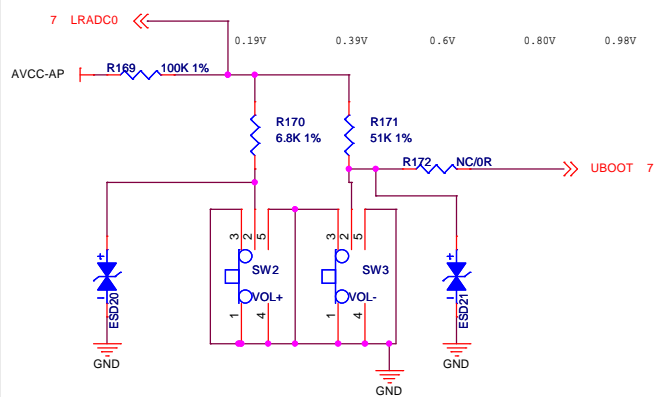 7 LRADC0
0.19V 0.39V 0.6V 0.80V 0.98V
AVCC-AP R169 100K 1%
R170 R171
6.8K 1% 51K 1%
R172 NC/0R UBOOT 7
3 2 5 3 2 5
+ SW2 SW3 +
- VOL+ VOL- -
ESD20 ESD21
1 4 1 4
GND GND
GND